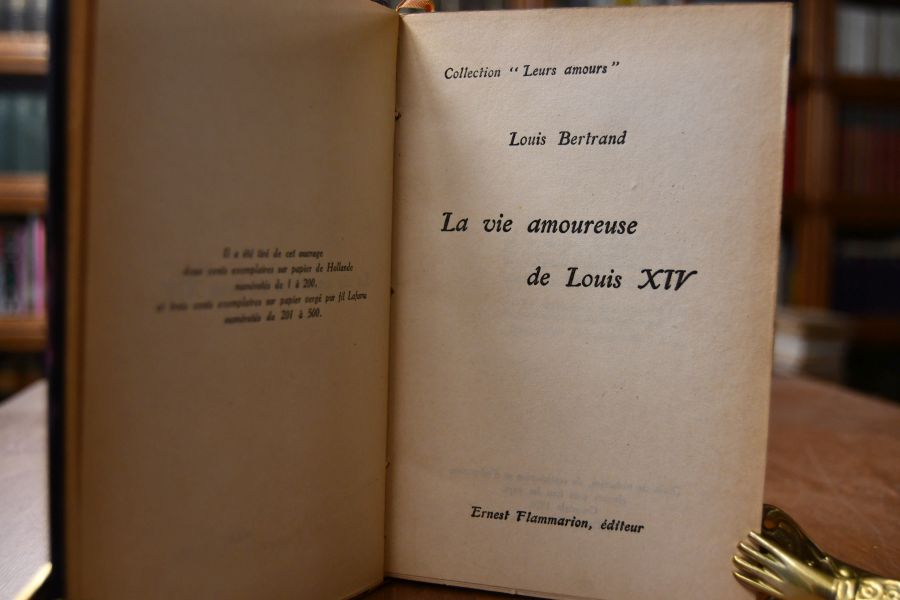 Il a été tiré de cet ouvrage
deux cents exemplaires sur papier de Hollande
numérotés de 1 à 200.
et trois cents exemplaires sur papier vergé pur fil Lafuma
numérotés de 201 à 500.
Collection “ Leurs amours ”
Louis Bertrand
La vie amoureuse
de Louis XIV
Ernest Flammarion, éditeur